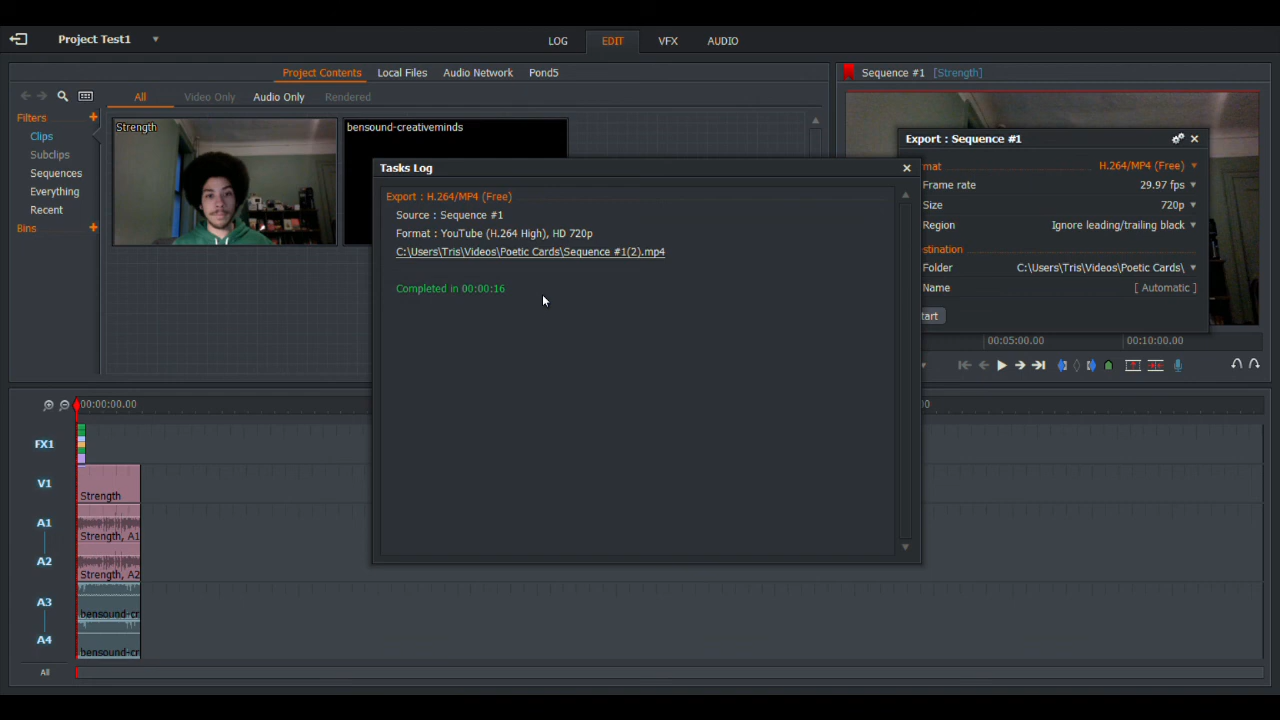 Project Test1
LOG EDIT VFX AUDIO
Project Contents Local Files Audio Network Pond5
All Video Only Audio Only Rendered
Filters
Clips
Subclips
Sequences
Everything
Recent
Bins
Strength
bensound-creativeminds
Tasks Log
Export : H.264/MP4 (Free)
Source : Sequence #1
Format : YouTube (H.264 High), HD 720p
C:\Users\Tris\Videos\Poetic Cards\Sequence #1(2).mp4
Completed in 00:00:16
Sequence #1 [Strength]
Export : Sequence #1
mat H.264/MP4 (Free)
Frame rate 29.97 fps
Size 720p
Region Ignore leading/trailing black
stination
Folder C:\Users\Tris\Videos\Poetic Cards\
Name [ Automatic ]
tart
00:05:00.00 00:10:00.00
00:00:00.00 00
FX1
V1 Strength
A1 Strength, A1
A2 Strength, A2
A3 bensound-cr
A4 bensound-cr
All